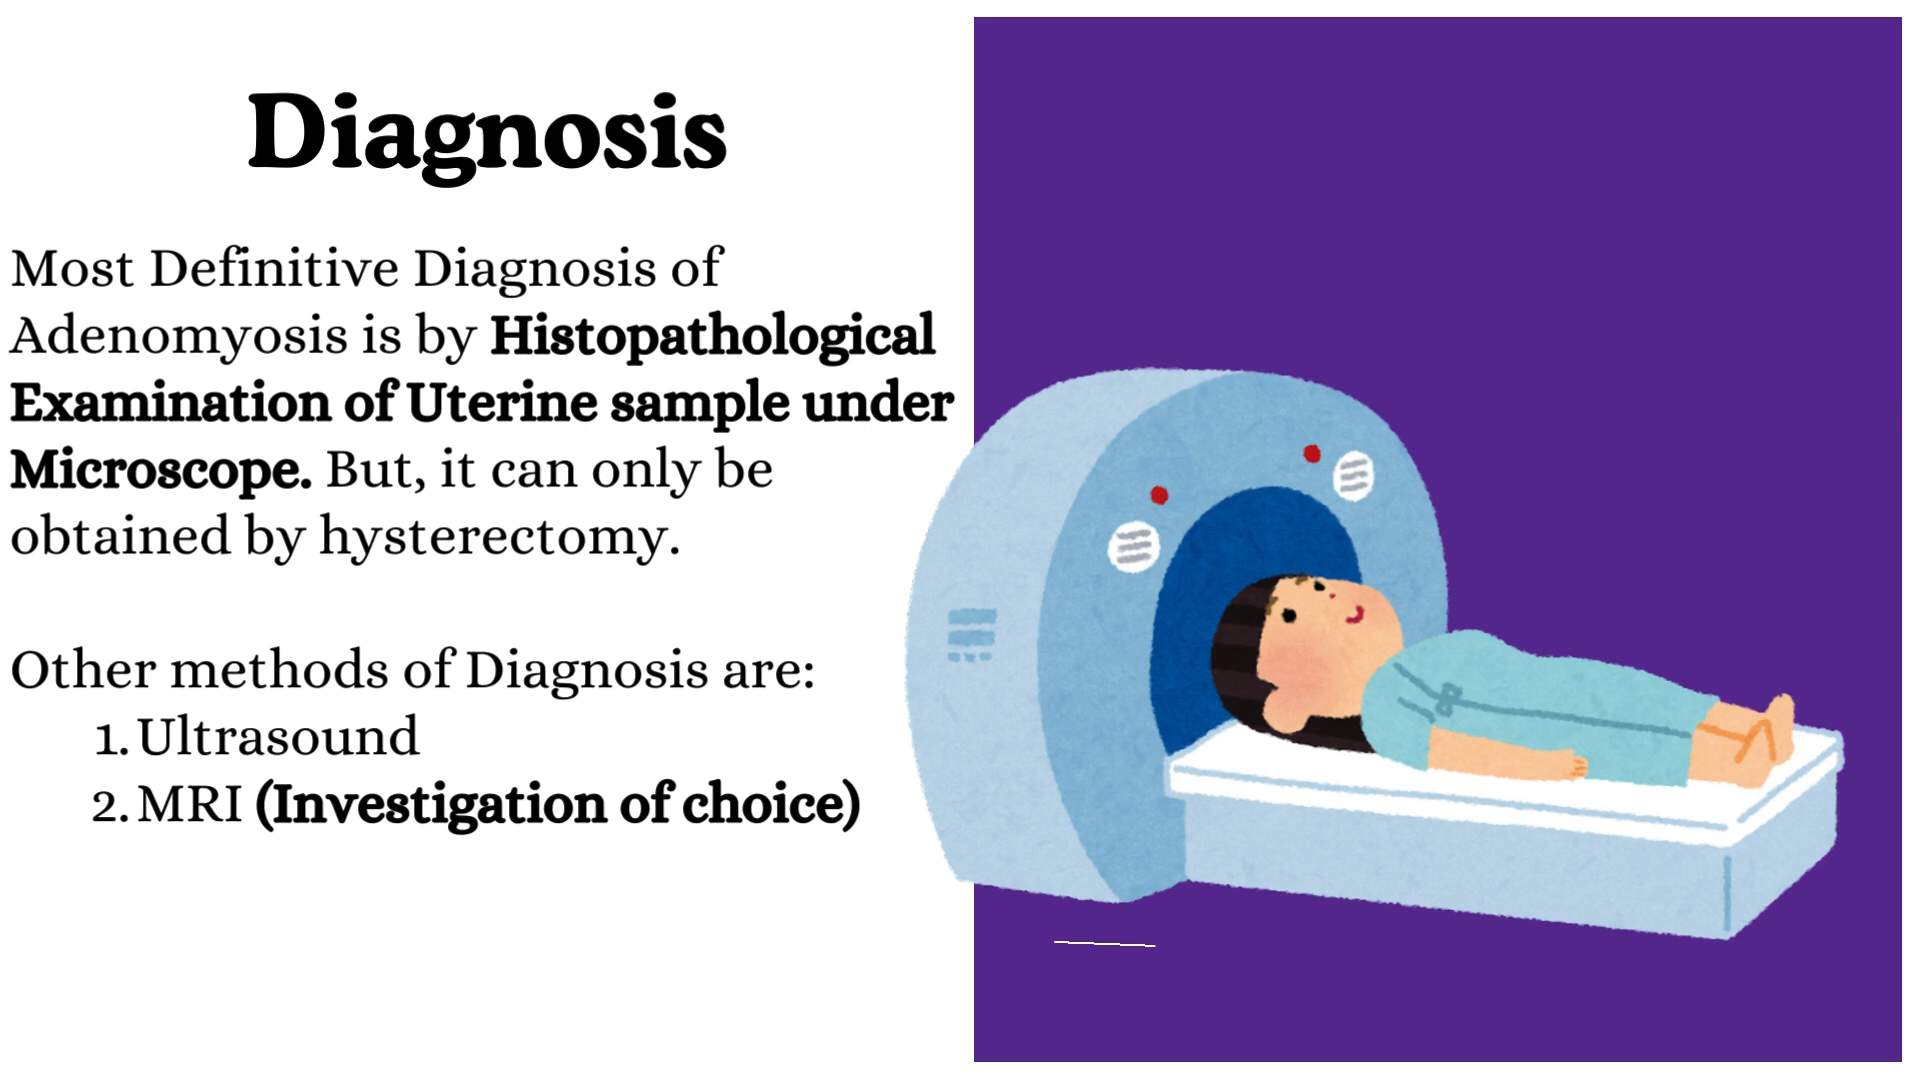 Diagnosis
Most Definitive Diagnosis of
Adenomyosis is by Histopathological
Examination of Uterine sample under
Microscope. But, it can only be
obtained by hysterectomy.
Other methods of Diagnosis are:
1. Ultrasound
2. MRI (Investigation of choice)